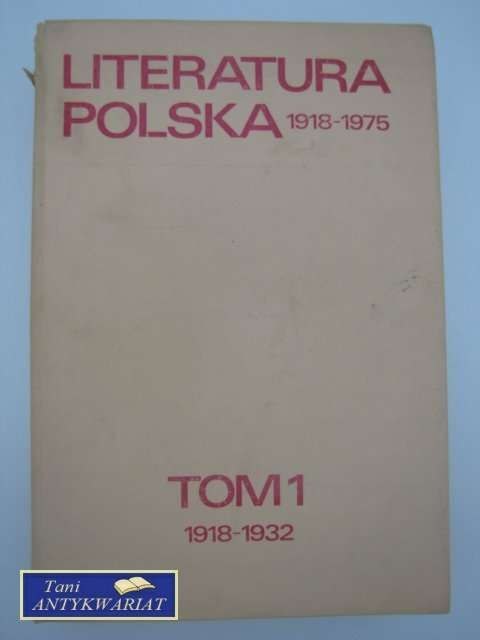 LITERATURA
POLSKA 1918-1975
TOM 1
1918-1932
Tani
ANTYKWARIAT